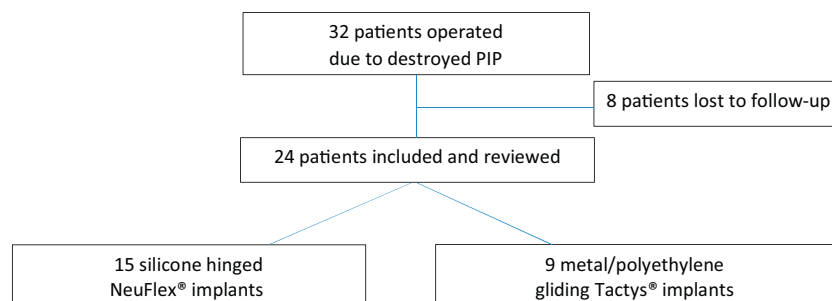 32 patients operated
due to destroyed PIP
8 patients lost to follow-up
24 patients included and reviewed
15 silicone hinged
NeuFlex® implants
9 metal/polyethylene
gliding Tactys® implants